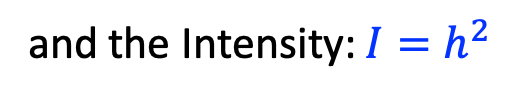 and the Intensity: I = h²